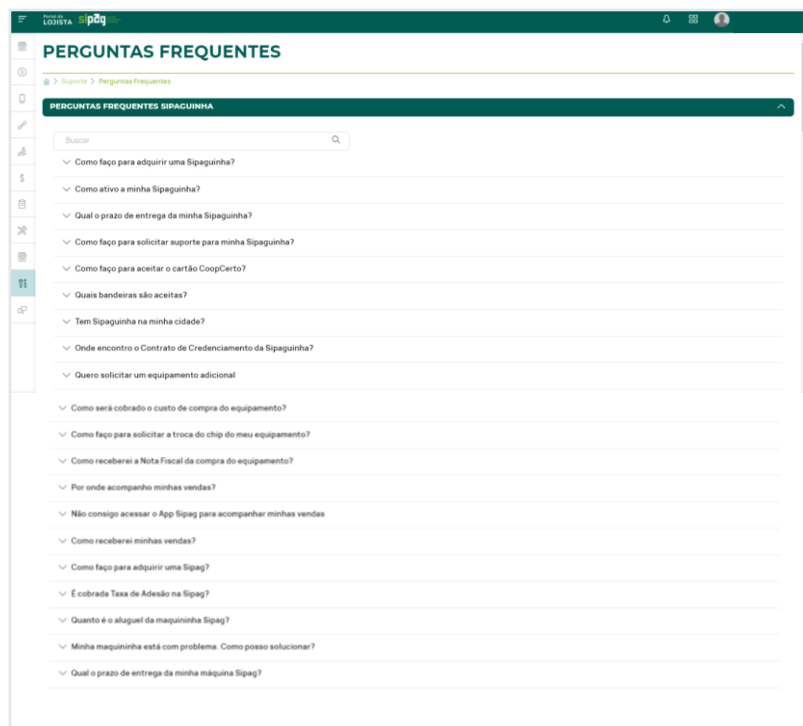 Portal do
LOJISTA sipag
PERGUNTAS FREQUENTES
> Suporte > Perguntas Frequentes
PERGUNTAS FREQUENTES SIPAGUINHA
Buscar
Como faço para adquirir uma Sipaguinha?
Como ativo a minha Sipaguinha?
Qual o prazo de entrega da minha Sipaguinha?
Como faço para solicitar suporte para minha Sipaguinha?
Como faço para aceitar o cartão CoopCerto?
Quais bandeiras são aceitas?
Tem Sipaguinha na minha cidade?
Onde encontro o Contrato de Credenciamento da Sipaguinha?
Quero solicitar um equipamento adicional
Como será cobrado o custo de compra do equipamento?
Como faço para solicitar a troca do chip do meu equipamento?
Como receberei a Nota Fiscal da compra do equipamento?
Por onde acompanho minhas vendas?
Não consigo acessar o App Sipag para acompanhar minhas vendas
Como receberei minhas vendas?
Como faço para adquirir uma Sipag?
É cobrada Taxa de Adesão na Sipag?
Quanto é o aluguel da maquininha Sipag?
Minha maquininha está com problema. Como posso solucionar?
Qual o prazo de entrega da minha máquina Sipag?